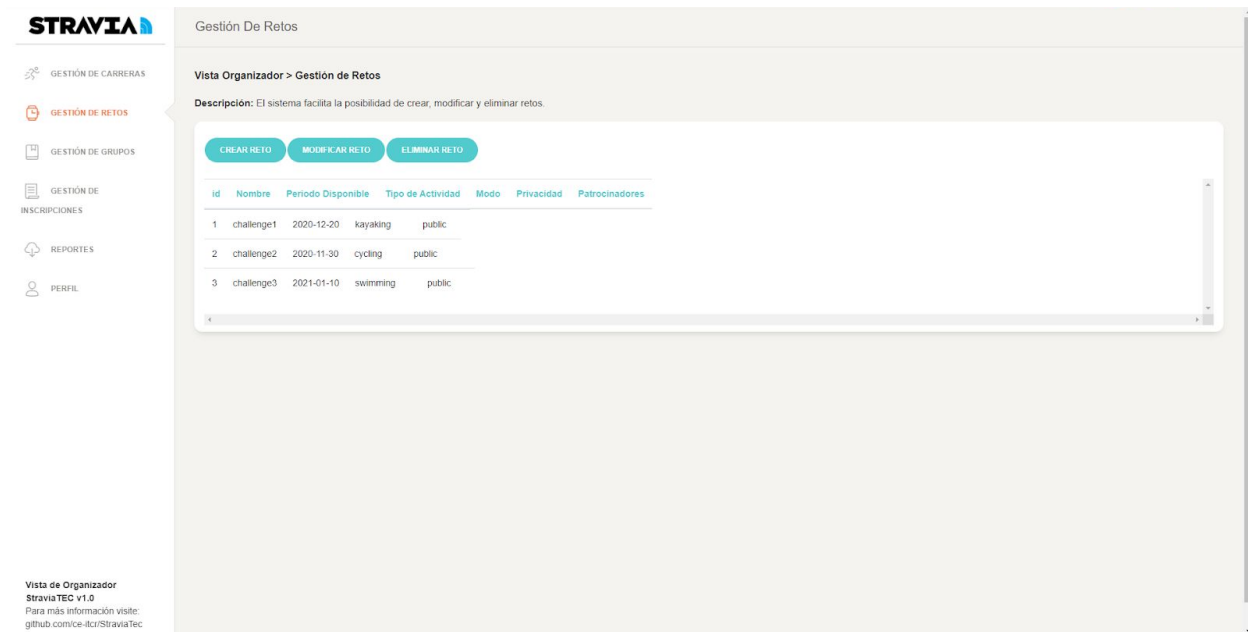 STRAVIA
GESTIÓN DE CARRERAS
GESTIÓN DE RETOS
GESTIÓN DE GRUPOS
GESTIÓN DE
INSCRIPCIONES
REPORTES
PERFIL
Vista de Organizador
StraviaTEC v1.0
Para más información visite:
github.com/ce-itcr/StraviaTec
Gestión De Retos
Vista Organizador > Gestión de Retos
Descripción: El sistema facilita la posibilidad de crear, modificar y eliminar retos.
CREAR RETO MODIFICAR RETO ELIMINAR RETO
id Nombre Periodo Disponible Tipo de Actividad Modo Privacidad Patrocinadores
1 challenge1 2020-12-20 kayaking public
2 challenge2 2020-11-30 cycling public
3 challenge3 2021-01-10 swimming public